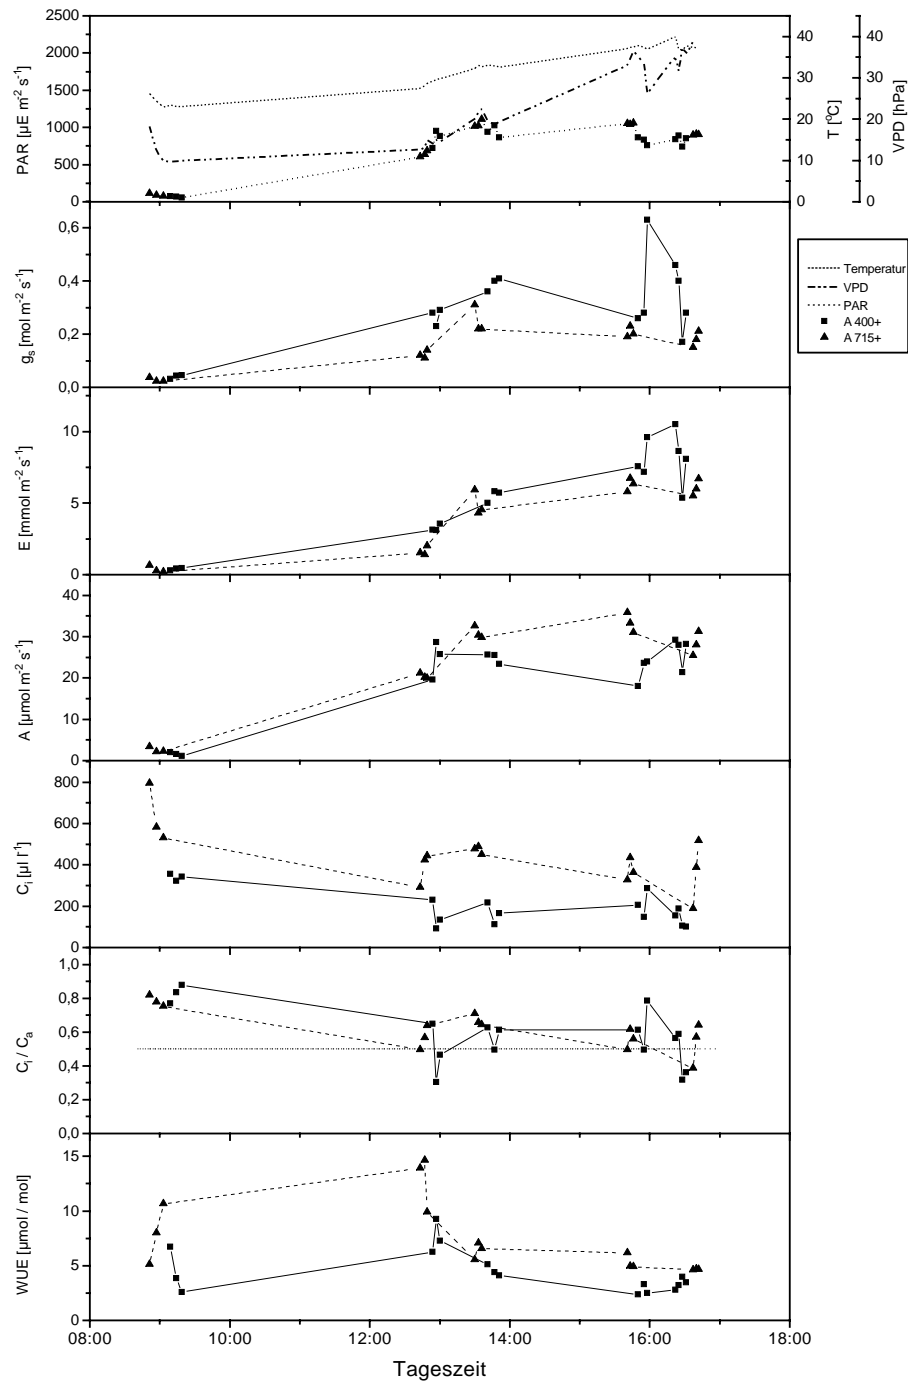 2500
2000
1500
1000
500
0
PAR [µE m⁻² s⁻¹]
40
30
20
10
0
T [°C]
40
30
20
10
0
VPD [hPa]
0,6
0,4
0,2
0,0
gₛ [mol m⁻² s⁻¹]
Temperatur
VPD
PAR
A 400+
A 715+
10
5
0
E [mmol m⁻² s⁻¹]
40
30
20
10
0
A [µmol m⁻² s⁻¹]
800
600
400
200
0
Cᵢ [µl l⁻¹]
1,0
0,8
0,6
0,4
0,2
0,0
Cᵢ / Cₐ
15
10
5
0
WUE [µmol / mol]
08:00 10:00 12:00 14:00 16:00 18:00
Tageszeit